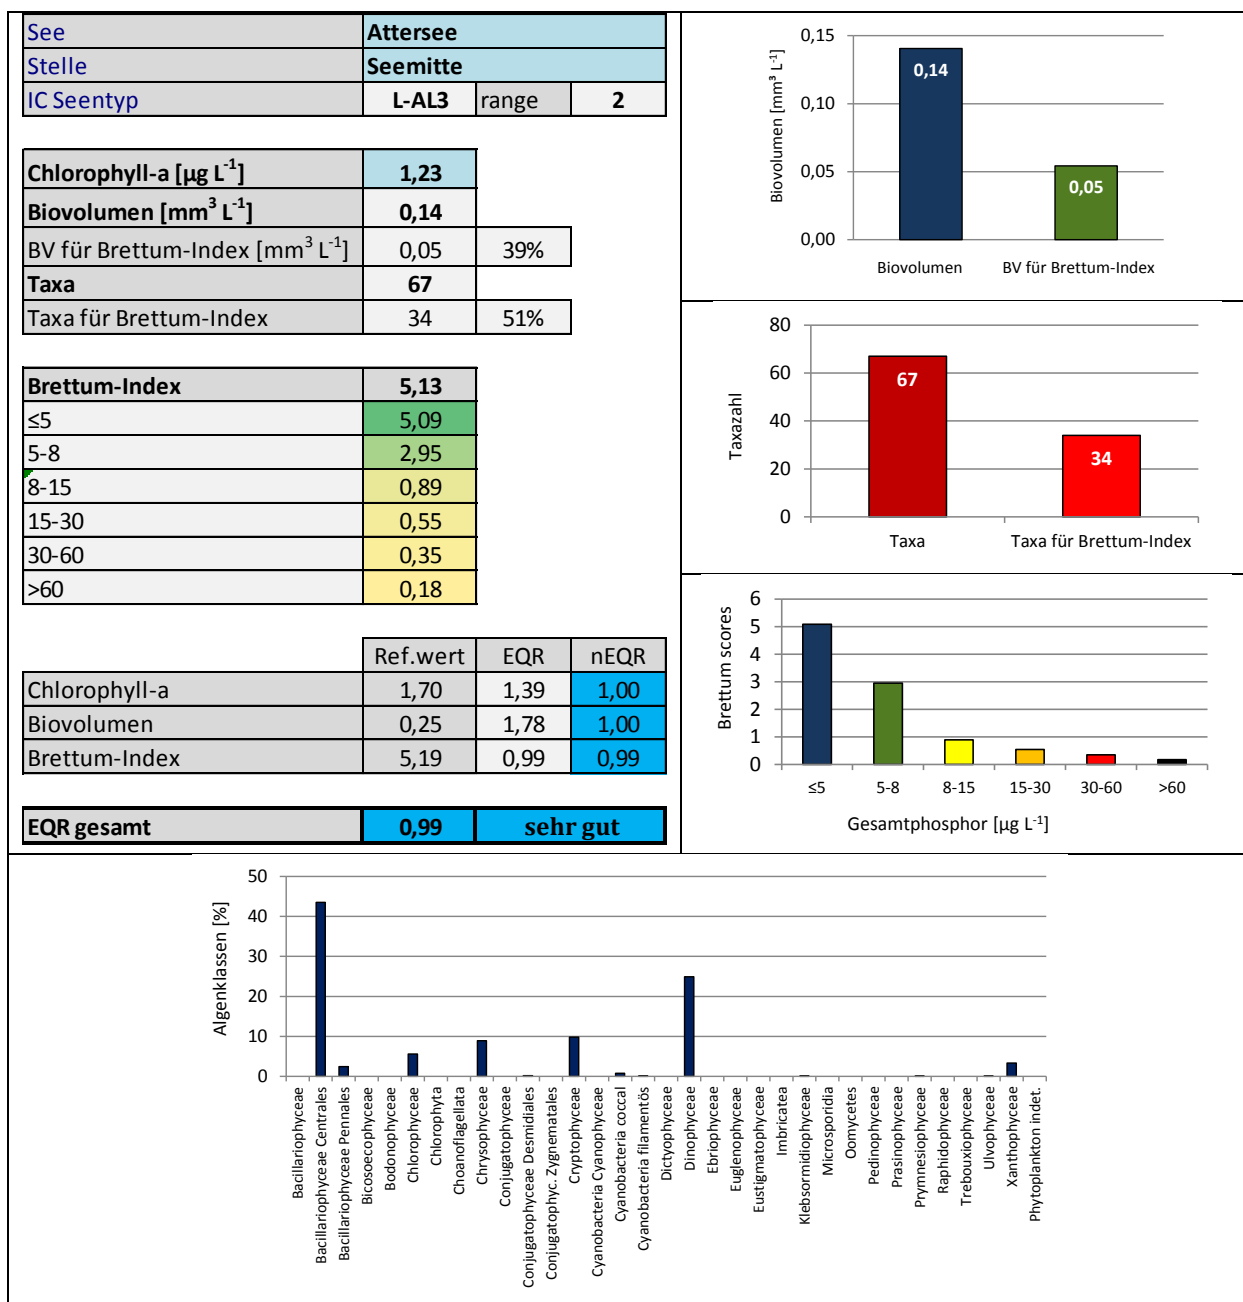 See Attersee
Stelle Seemitte
IC Seentyp L-AL3 range 2
Chlorophyll-a [µg L⁻¹] 1,23
Biovolumen [mm³ L⁻¹] 0,14
BV für Brettum-Index [mm³ L⁻¹] 0,05 39%
Taxa 67
Taxa für Brettum-Index 34 51%
Brettum-Index 5,13
≤5 5,09
5-8 2,95
8-15 0,89
15-30 0,55
30-60 0,35
>60 0,18
Ref.wert EQR nEQR
Chlorophyll-a 1,70 1,39 1,00
Biovolumen 0,25 1,78 1,00
Brettum-Index 5,19 0,99 0,99
EQR gesamt 0,99 sehr gut
Biovolumen [mm³ L⁻¹]
0,15
0,10
0,05
0,00
0,14
0,05
Biovolumen BV für Brettum-Index
Taxazahl
80
60
40
20
0
67
34
Taxa Taxa für Brettum-Index
Brettum scores
6
5
4
3
2
1
0
≤5 5-8 8-15 15-30 30-60 >60
Gesamtphosphor [µg L⁻¹]
Algenklassen [%]
50
40
30
20
10
0
Bacillariophyceae
Bacillariophyceae Centrales
Bacillariophyceae Pennales
Bicosoecophyceae
Bodonophyceae
Chlorophyceae
Chlorophyta
Choanoflagellata
Chrysophyceae
Conjugatophyceae
Conjugatophyceae Desmidiales
Conjugatophyc. Zygnematales
Cryptophyceae
Cyanobacteria Cyanophyceae
Cyanobacteria coccal
Cyanobacteria filamentös
Dictyophyceae
Dinophyceae
Ebriophyceae
Euglenophyceae
Eustigmatophyceae
Imbricatea
Klebsormidiophyceae
Microsporidia
Oomycetes
Pedinophyceae
Prasinophyceae
Prymnesiophyceae
Raphidophyceae
Trebouxiophyceae
Ulvophyceae
Xanthophyceae
Phytoplankton indet.